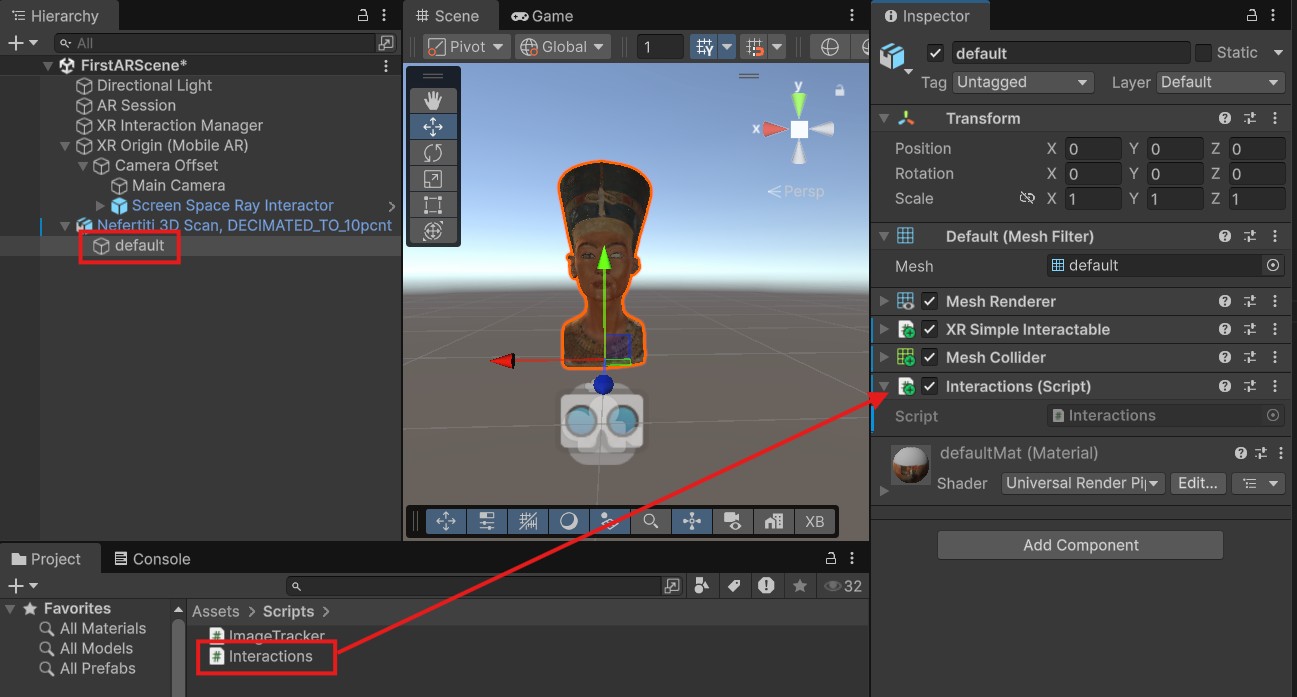 Hierarchy
All
FirstARScene*
Directional Light
AR Session
XR Interaction Manager
XR Origin (Mobile AR)
Camera Offset
Main Camera
Screen Space Ray Interactor
Nefertiti 3D Scan, DECIMATED_TO_10pcnt
default
Scene
Game
Pivot
Global
1
y
x
Persp
XB
Inspector
default
Static
Tag
Untagged
Layer
Default
Transform
Position X 0 Y 0 Z 0
Rotation X 0 Y 0 Z 0
Scale X 1 Y 1 Z 1
Default (Mesh Filter)
Mesh
default
Mesh Renderer
XR Simple Interactable
Mesh Collider
Interactions (Script)
Script
Interactions
defaultMat (Material)
Shader
Universal Render Pi
Edit...
Add Component
Project
Console
32
Favorites
All Materials
All Models
All Prefabs
Assets > Scripts >
ImageTracker
Interactions